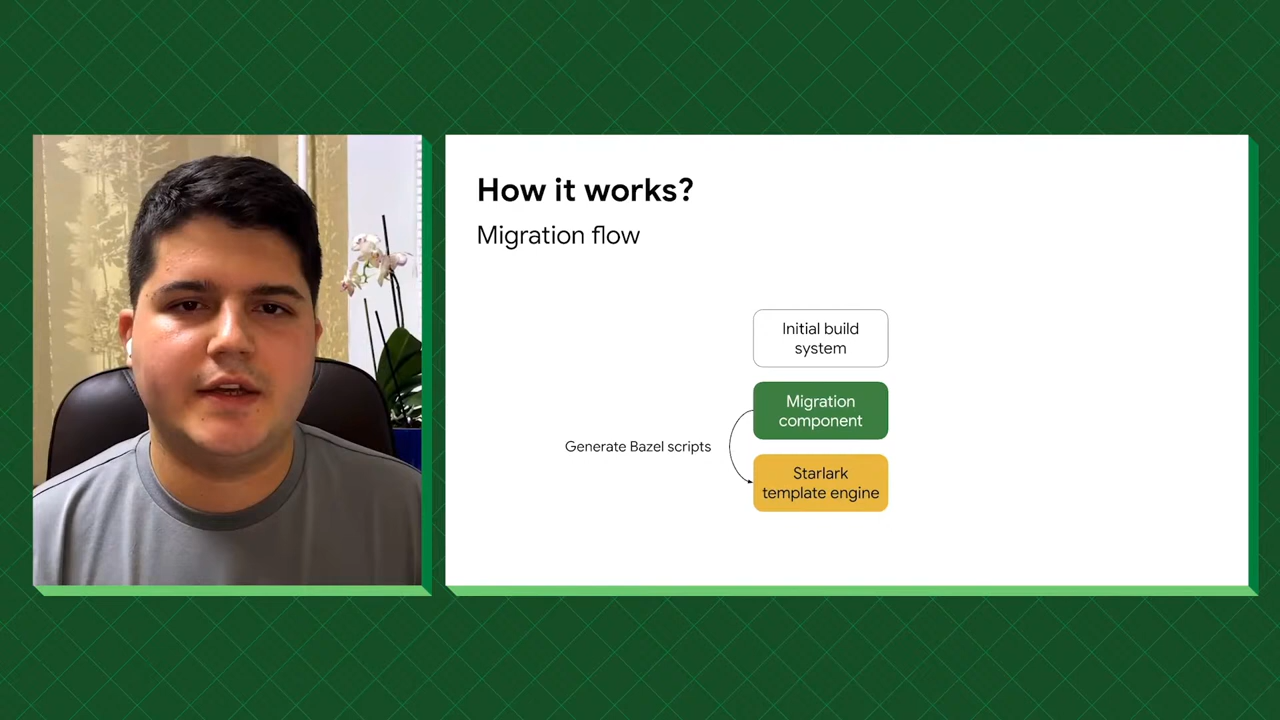 How it works?
Migration flow
Initial build
system
Migration
component
Generate Bazel scripts
Starlark
template engine